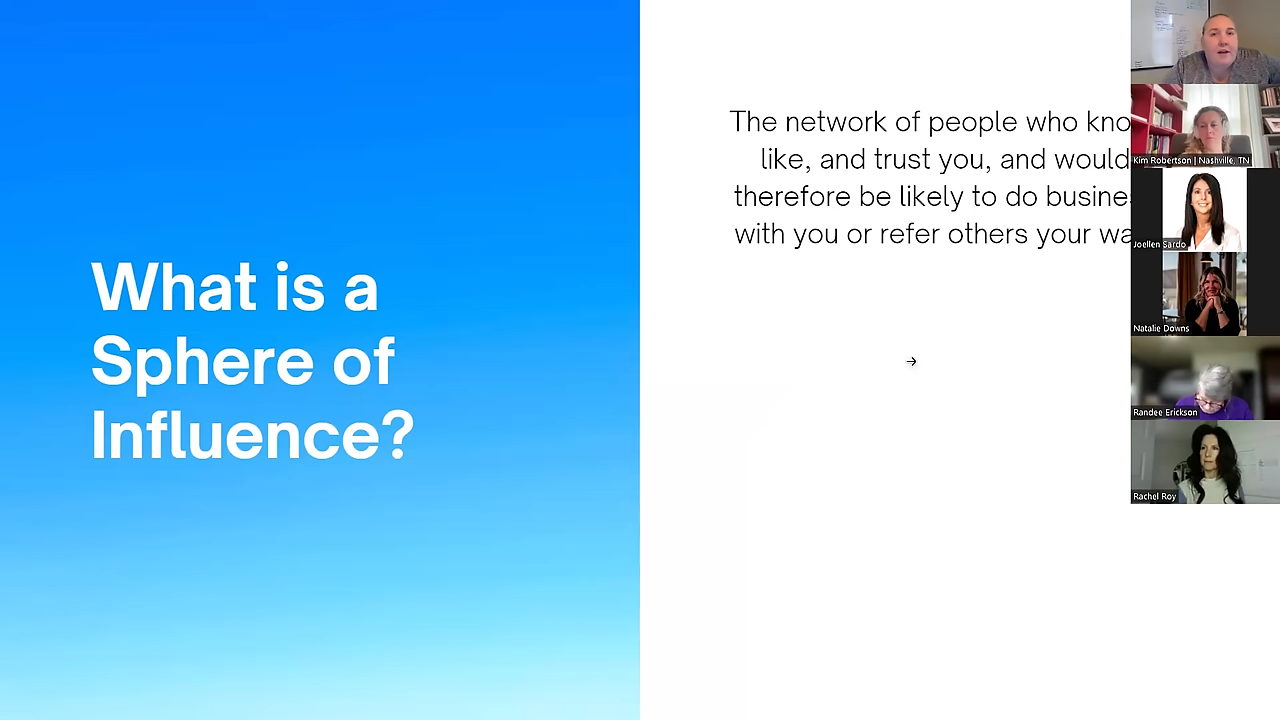 What is a
Sphere of
Influence?
The network of people who kno
like, and trust you, and would
therefore be likely to do busine
with you or refer others your wa
Kim Robertson | Nashville, TN
Joellen Sardo
Natalie Downs
Randee Erickson
Rachel Roy